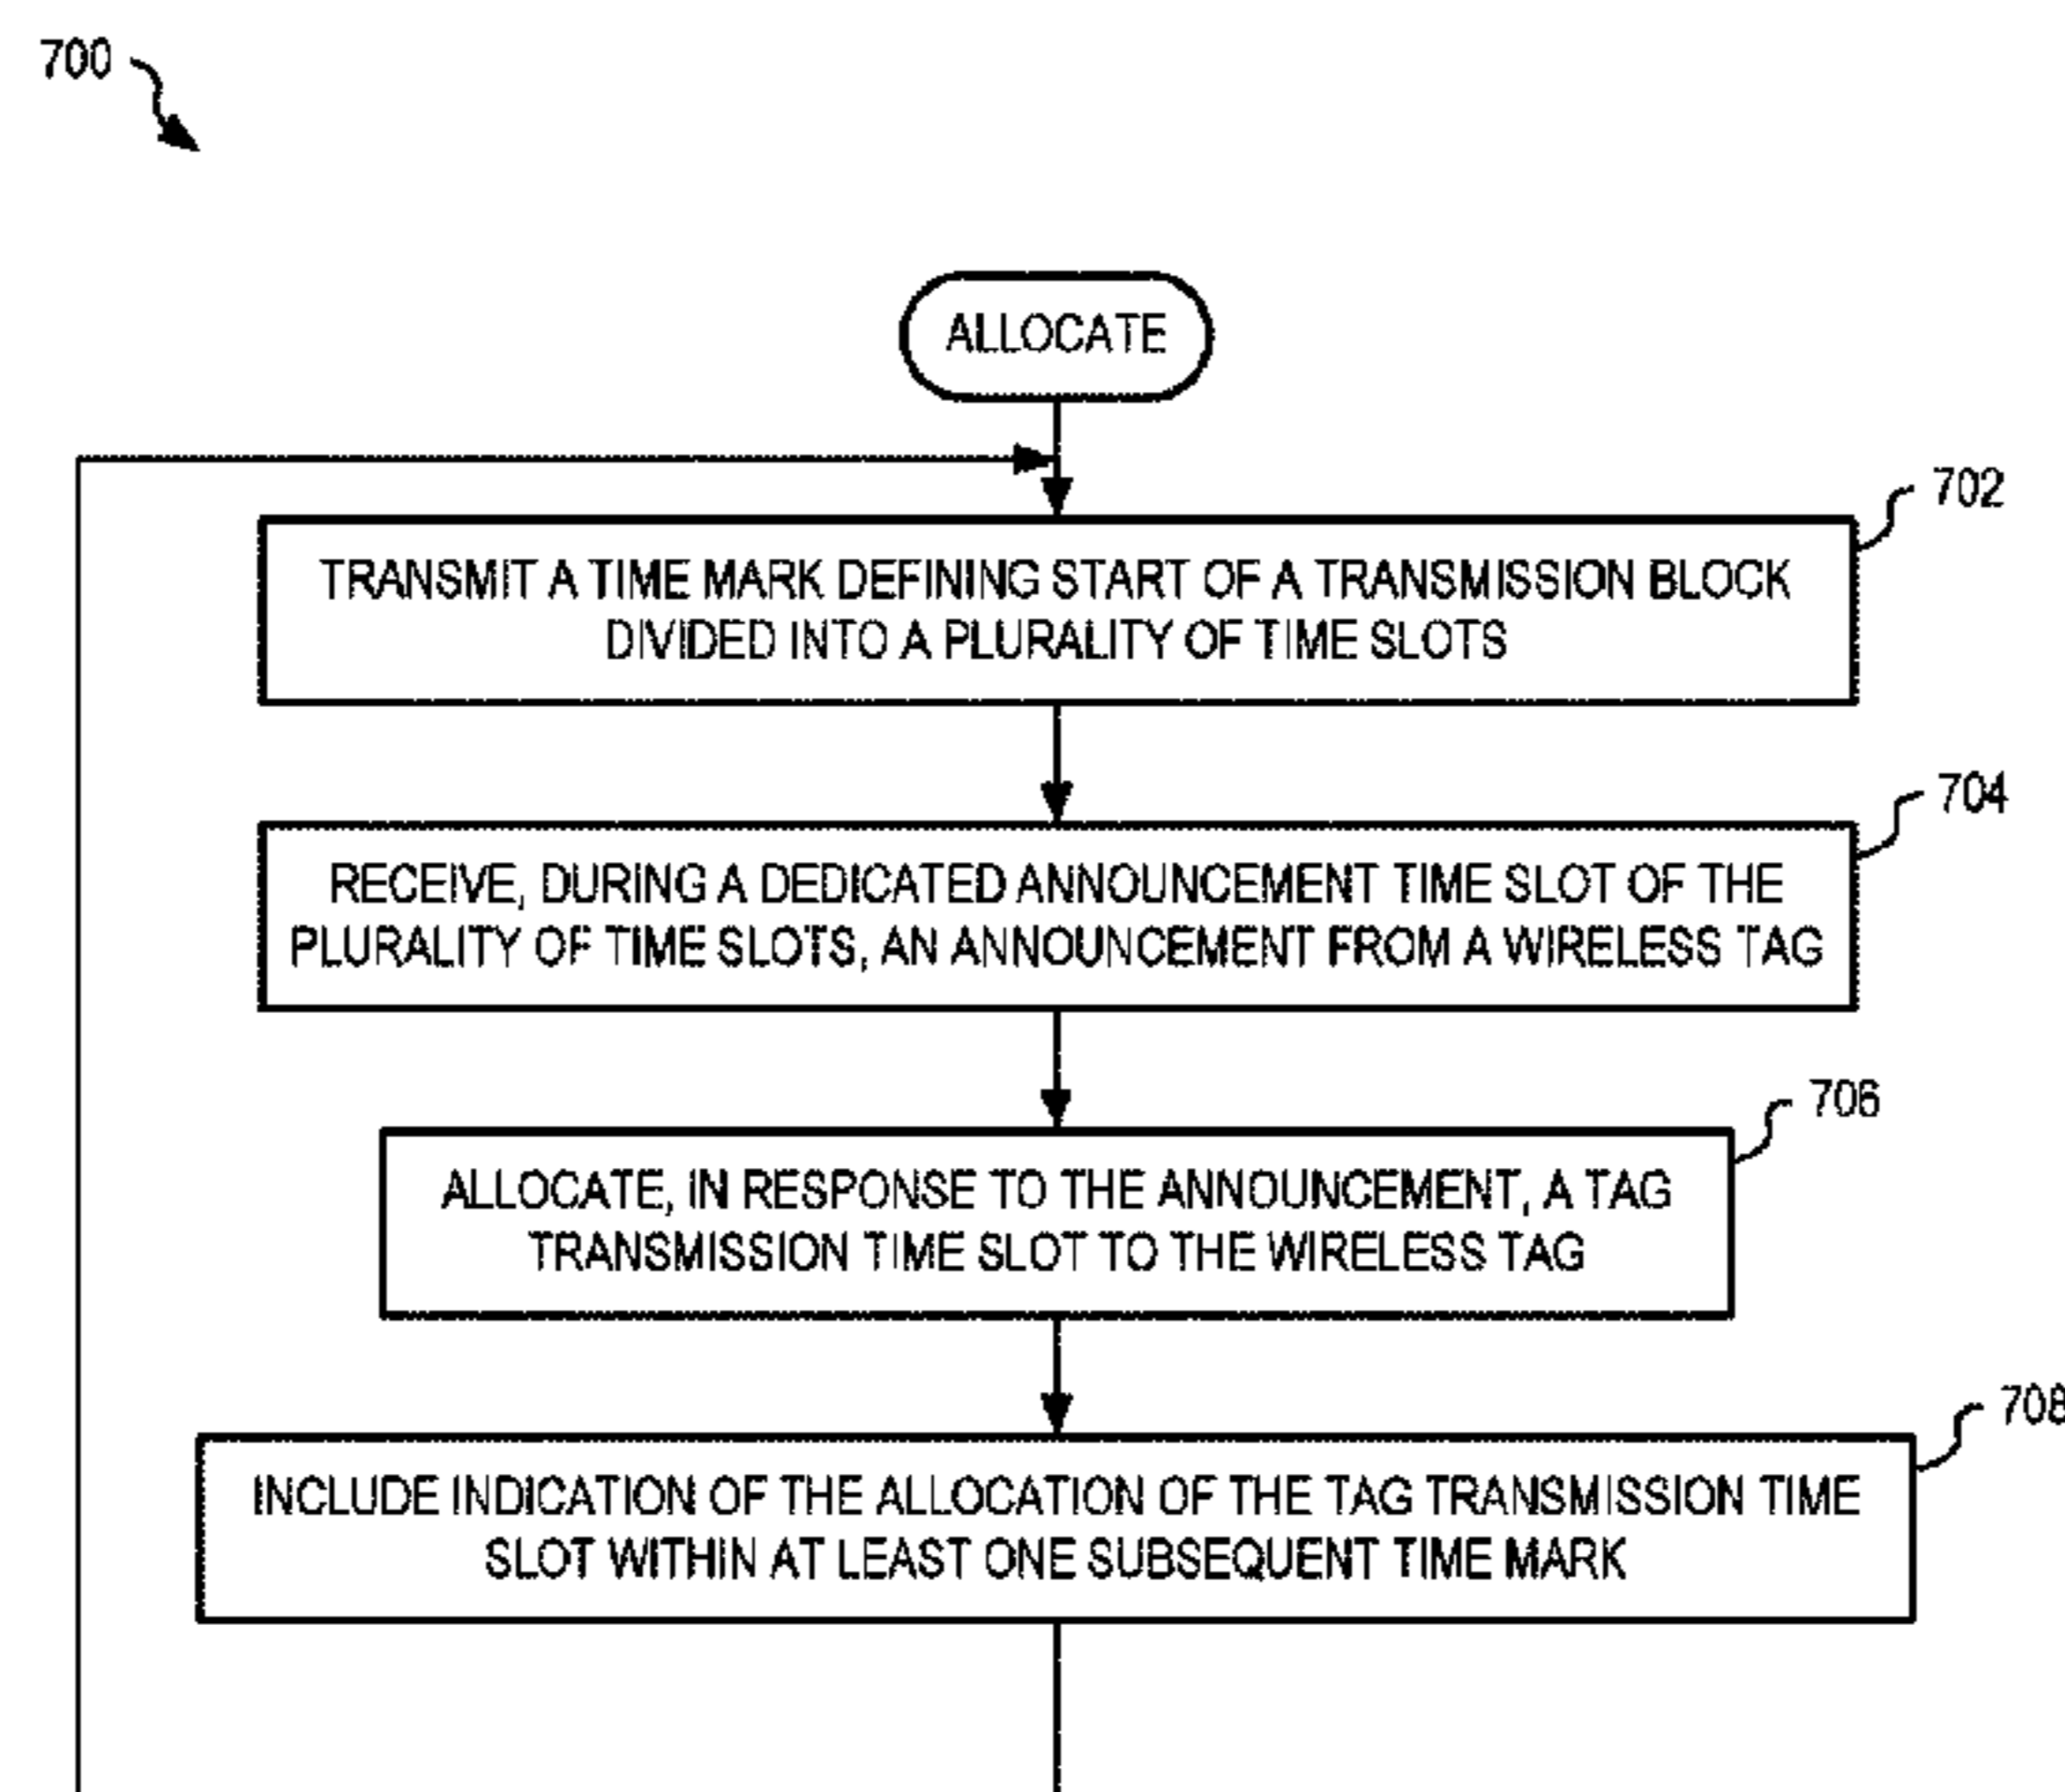 700
ALLOCATE
702
TRANSMIT A TIME MARK DEFINING START OF A TRANSMISSION BLOCK
DIVIDED INTO A PLURALITY OF TIME SLOTS
704
RECEIVE, DURING A DEDICATED ANNOUNCEMENT TIME SLOT OF THE
PLURALITY OF TIME SLOTS, AN ANNOUNCEMENT FROM A WIRELESS TAG
706
ALLOCATE, IN RESPONSE TO THE ANNOUNCEMENT, A TAG
TRANSMISSION TIME SLOT TO THE WIRELESS TAG
708
INCLUDE INDICATION OF THE ALLOCATION OF THE TAG TRANSMISSION TIME
SLOT WITHIN AT LEAST ONE SUBSEQUENT TIME MARK